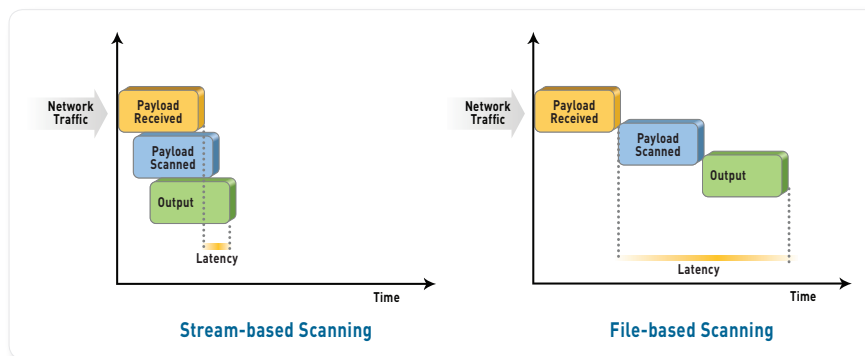 Network
Traffic
Payload
Received
Payload
Scanned
Output
Latency
Time
Stream-based Scanning
Network
Traffic
Payload
Received
Payload
Scanned
Output
Latency
Time
File-based Scanning